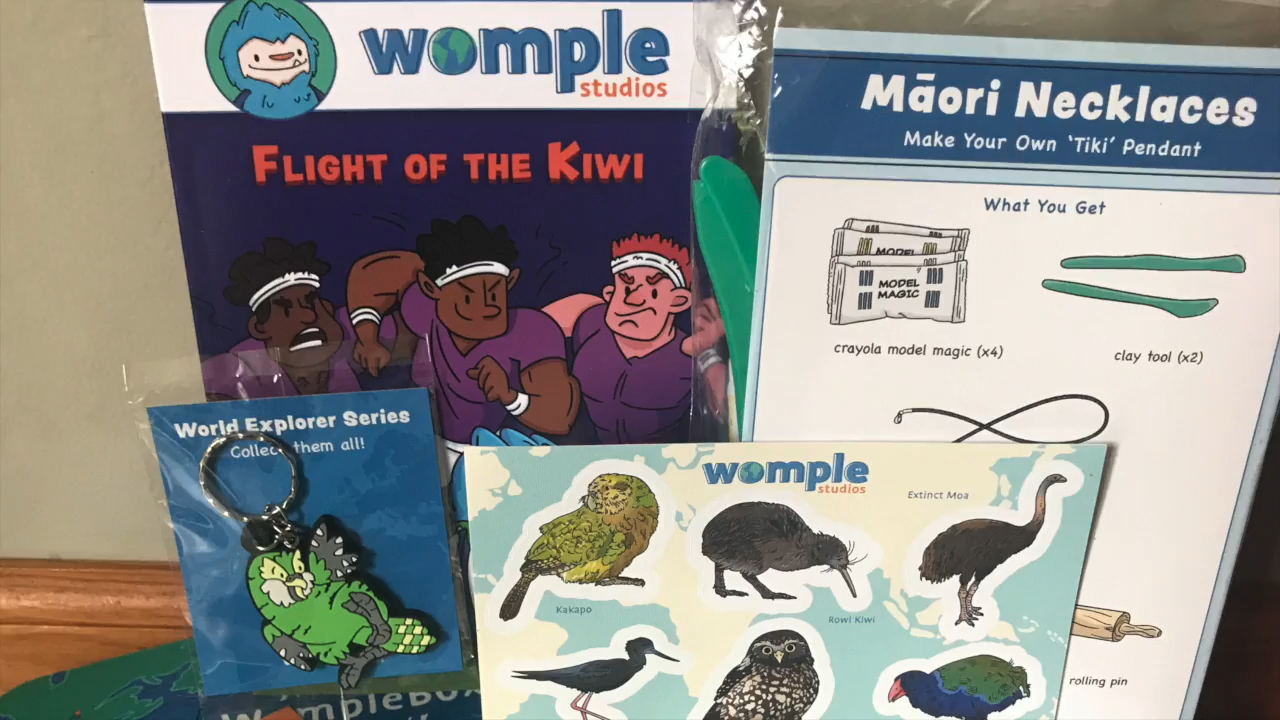 womple
studios
FLIGHT OF THE KIWI
Māori Necklaces
Make Your Own 'Tiki' Pendant
What You Get
MODEL
MODEL
MAGIC
crayola model magic (x4)
clay tool (x2)
rolling pin
World Explorer Series
Collect them all!
womple
studios
Extinct Moa
Kakapo
Rowi Kiwi
WompleBox